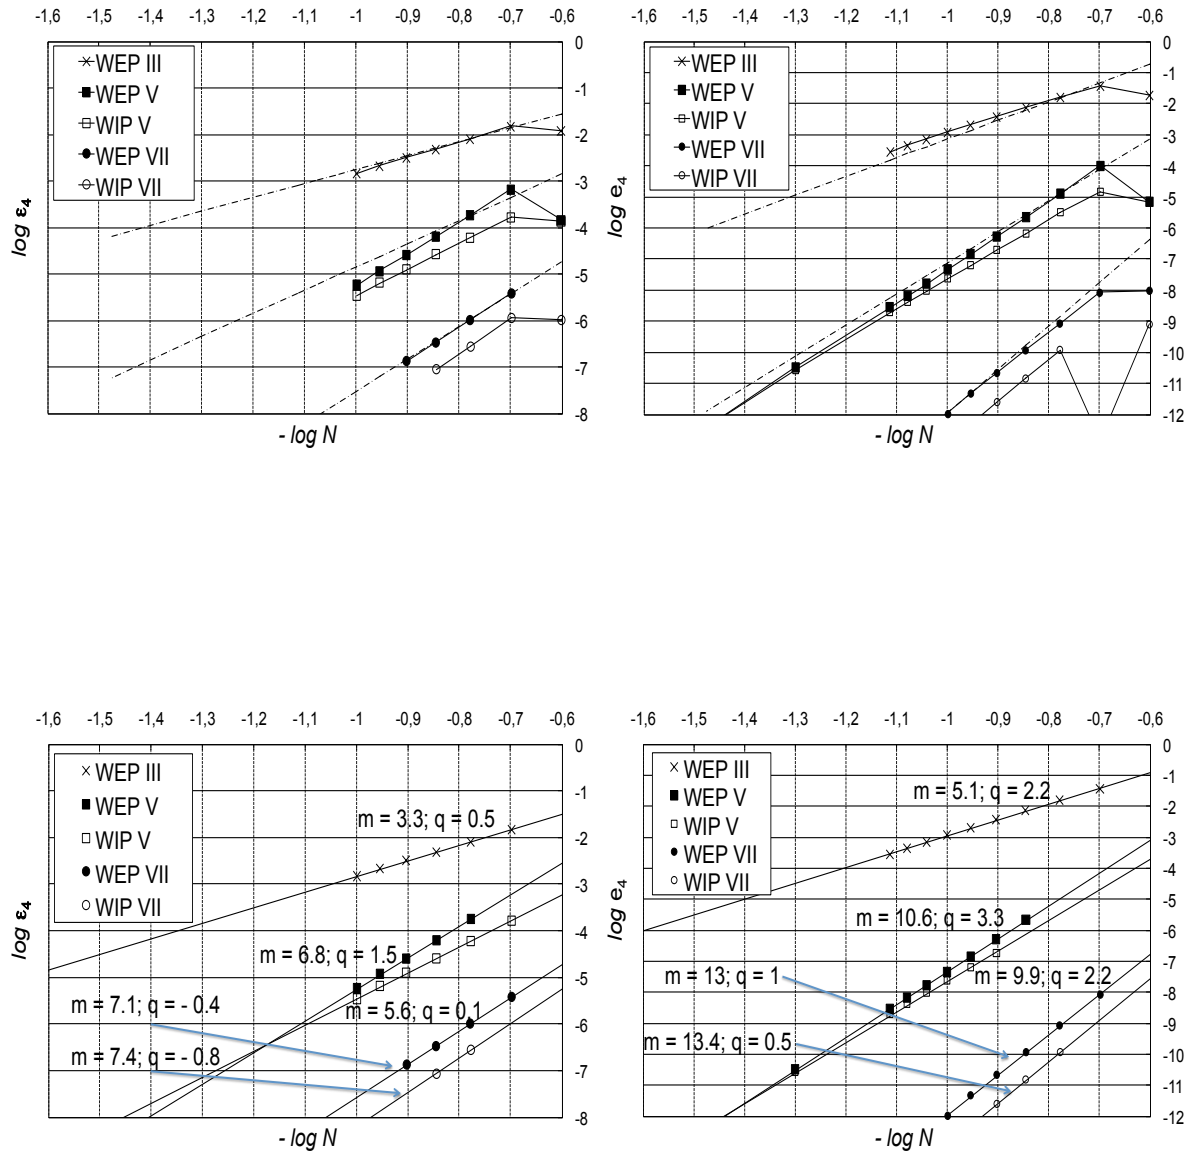 -1,6 -1,5 -1,4 -1,3 -1,2 -1,1 -1 -0,9 -0,8 -0,7 -0,6
0
-1
-2
-3
-4
-5
-6
-7
-8
WEP III
WEP V
WIP V
WEP VII
WIP VII
log ε4
- log N
-1,6 -1,5 -1,4 -1,3 -1,2 -1,1 -1 -0,9 -0,8 -0,7 -0,6
0
-1
-2
-3
-4
-5
-6
-7
-8
-9
-10
-11
-12
WEP III
WEP V
WIP V
WEP VII
WIP VII
log e4
- log N
-1,6 -1,5 -1,4 -1,3 -1,2 -1,1 -1 -0,9 -0,8 -0,7 -0,6
0
-1
-2
-3
-4
-5
-6
-7
-8
WEP III
WEP V
WIP V
WEP VII
WIP VII
m = 3.3; q = 0.5
m = 6.8; q = 1.5
m = 7.1; q = - 0.4
m = 5.6; q = 0.1
m = 7.4; q = - 0.8
log ε4
- log N
-1,6 -1,5 -1,4 -1,3 -1,2 -1,1 -1 -0,9 -0,8 -0,7 -0,6
0
-1
-2
-3
-4
-5
-6
-7
-8
-9
-10
-11
-12
WEP III
WEP V
WIP V
WEP VII
WIP VII
m = 5.1; q = 2.2
m = 10.6; q = 3.3
m = 13; q = 1
m = 9.9; q = 2.2
m = 13.4; q = 0.5
log e4
- log N